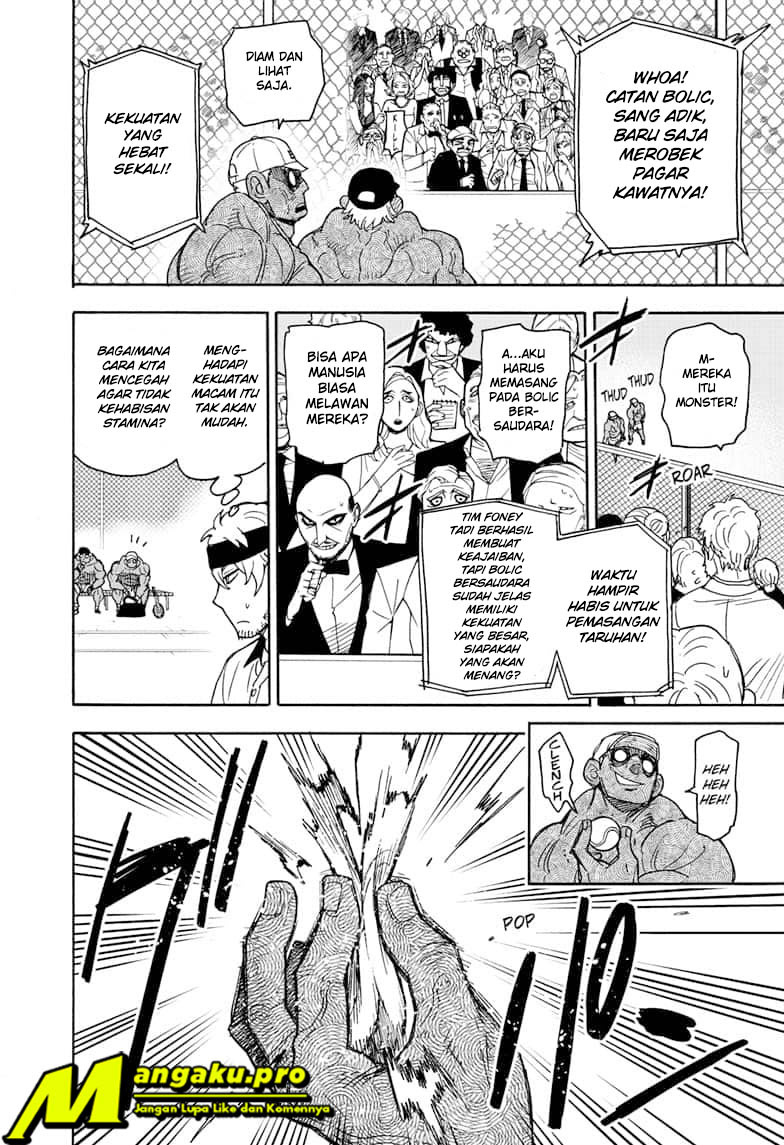 WHOA!
CATAN BOLIC,
SANG ADIK,
BARU SAJA
MEROBEK
PAGAR
KAWATNYA!
DIAM DAN
LIHAT
SAJA.
KEKUATAN
YANG
HEBAT
SEKALI!
M-
MEREKA
ITU
MONSTER!
THUD
THUD
ROAR
A...AKU
HARUS
MEMASANG
PADA BOLIC
BER-
SAUDARA!
BISA APA
MANUSIA
BIASA
MELAWAN
MEREKA?
WAKTU
HAMPIR
HABIS UNTUK
PEMASANGAN
TARUHAN!
TIM FONEY
TADI BERHASIL
MEMBUAT
KEAJAIBAN,
TAPI BOLIC
BERSAUDARA
SUDAH JELAS
MEMILIKI
KEKUATAN
YANG BESAR,
SIAPAKAH
YANG AKAN
MENANG?
MENG-
HADAPI
KEKUATAN
MACAM ITU
TAK AKAN
MUDAH.
BAGAIMANA
CARA KITA
MENCEGAH
AGAR TIDAK
KEHABISAN
STAMINA?
HEH
HEH
HEH!
CLENCH
POP
Mangaku.pro
Jangan Lupa Like dan Komennya